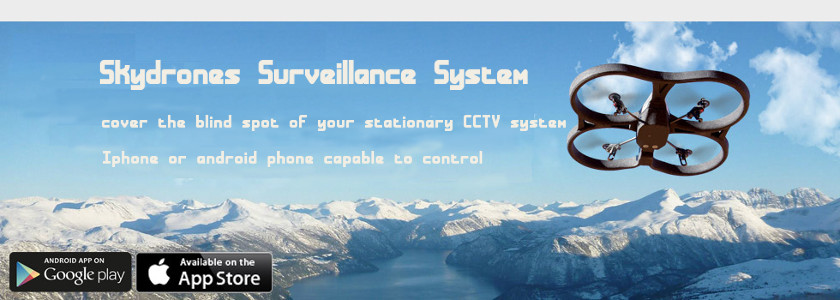 Skydrones Surveillance System
cover the blind spot of your stationary CCTV system
Iphone or android phone capable to control
ANDROID APP ON
Google play
Available on the
App Store